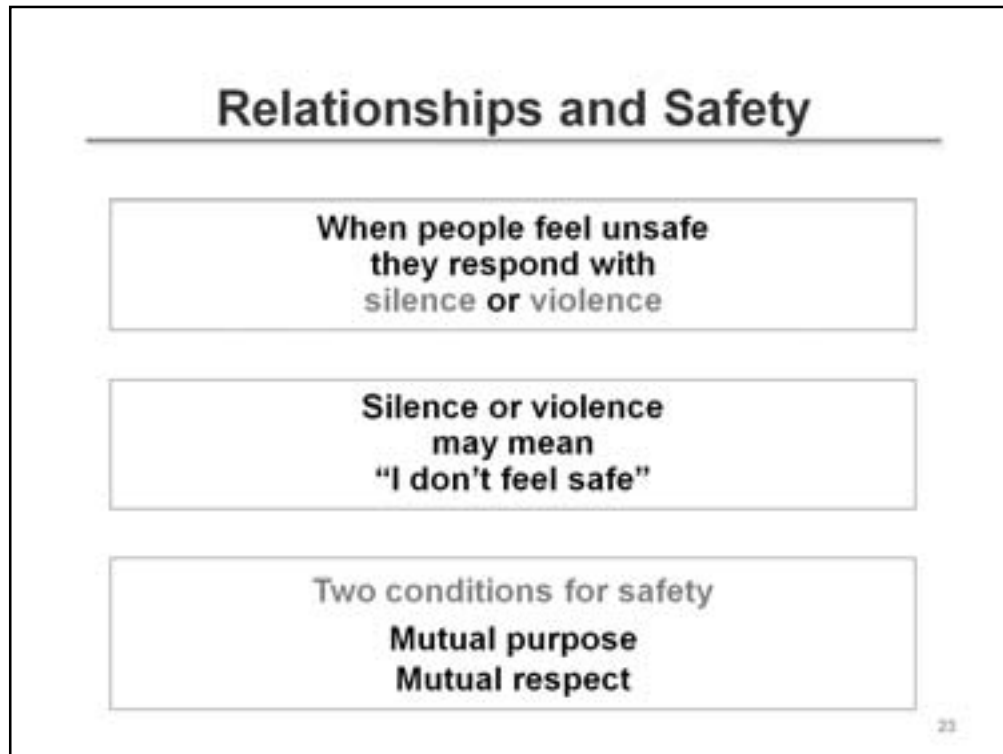 Relationships and Safety
When people feel unsafe
they respond with
silence or violence
Silence or violence
may mean
“I don’t feel safe”
Two conditions for safety
Mutual purpose
Mutual respect
23